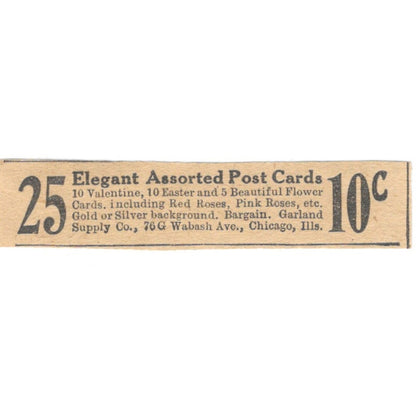 25 Elegant Assorted Post Cards 10c
10 Valentine, 10 Easter and 5 Beautiful Flower
Cards. including Red Roses, Pink Roses, etc.
Gold or Silver background. Bargain. Garland
Supply Co., 76 G Wabash Ave., Chicago, Ills.